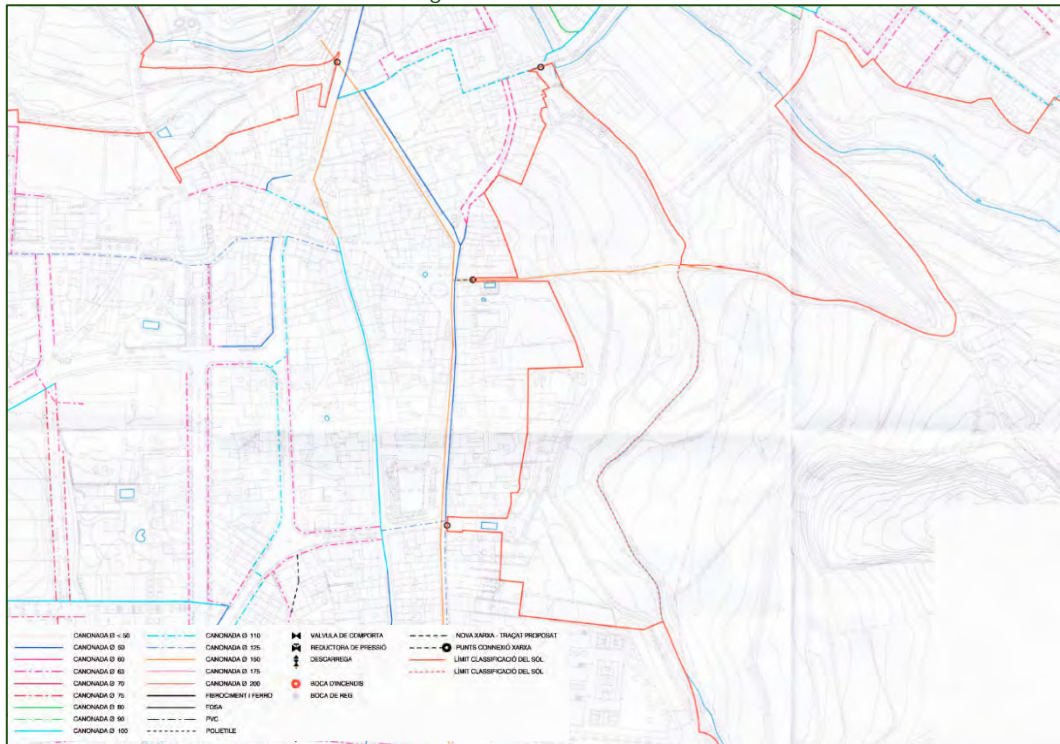 CANONADA Ø < 50
CANONADA Ø 50
CANONADA Ø 60
CANONADA Ø 63
CANONADA Ø 70
CANONADA Ø 75
CANONADA Ø 80
CANONADA Ø 90
CANONADA Ø 100
CANONADA Ø 110
CANONADA Ø 125
CANONADA Ø 150
CANONADA Ø 175
CANONADA Ø 200
FIBROCIMENT I FERRO
FOSA
PVC
POLIETILE
VALVULA DE COMPORTA
REDUCTORA DE PRESSIÓ
DESCARREGA
BOCA D'INCENDIS
BOCA DE REG
NOVA XARXA - TRAÇAT PROPOSAT
PUNTS CONNEXIÓ XARXA
LÍMIT CLASSIFICACIÓ DEL SÒL
LÍMIT CLASSIFICACIÓ DEL SÒL